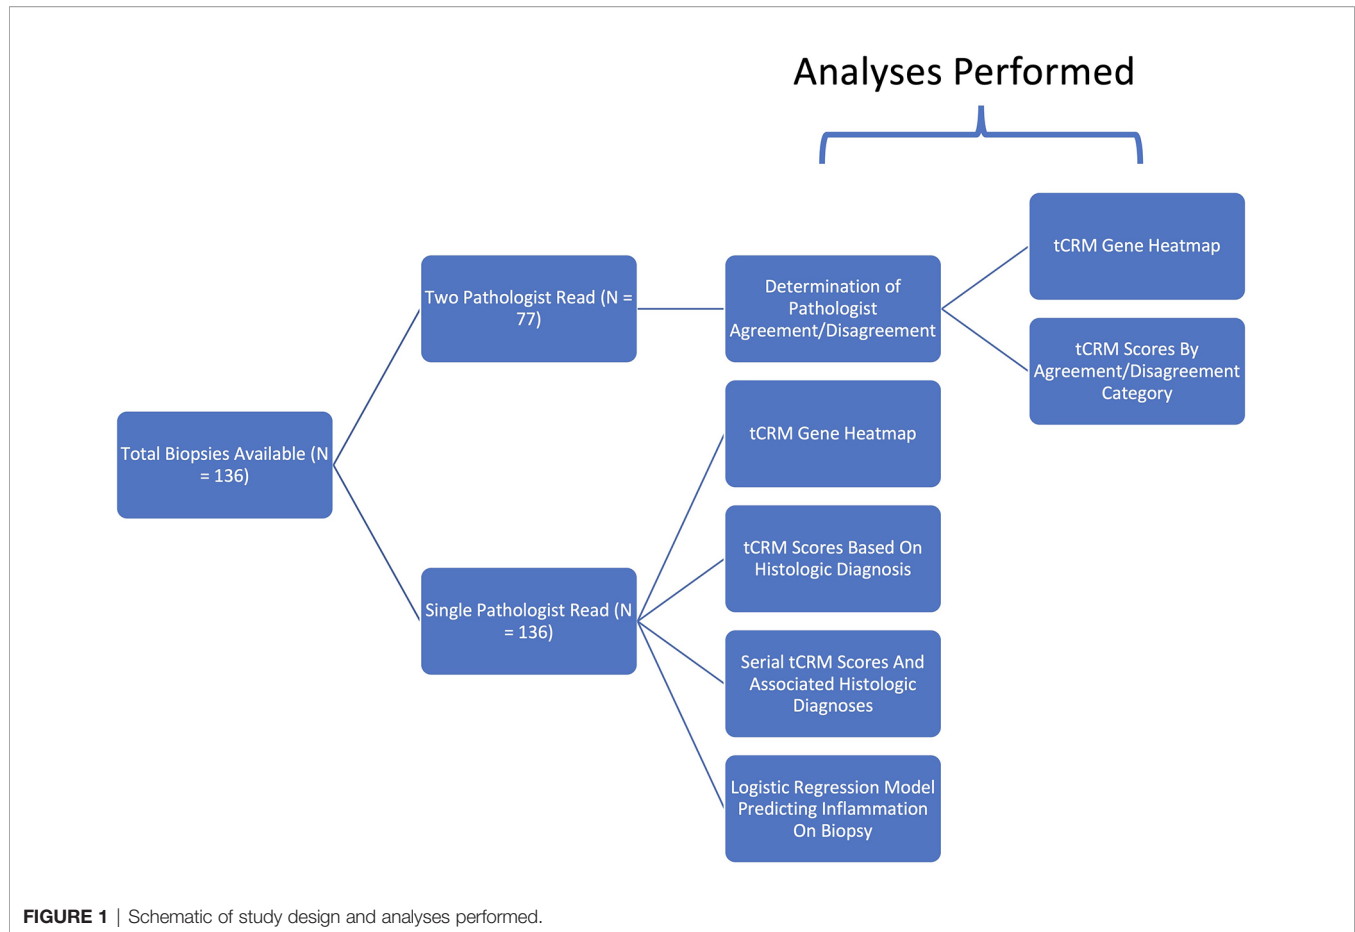 Analyses Performed
tCRM Gene Heatmap
Two Pathologist Read (N =
77)
Determination of
Pathologist
Agreement/Disagreement
tCRM Scores By
Agreement/Disagreement
Category
Total Biopsies Available (N
= 136)
tCRM Gene Heatmap
tCRM Scores Based On
Histologic Diagnosis
Single Pathologist Read (N
= 136)
Serial tCRM Scores And
Associated Histologic
Diagnoses
Logistic Regression Model
Predicting Inflammation
On Biopsy
FIGURE 1 | Schematic of study design and analyses performed.